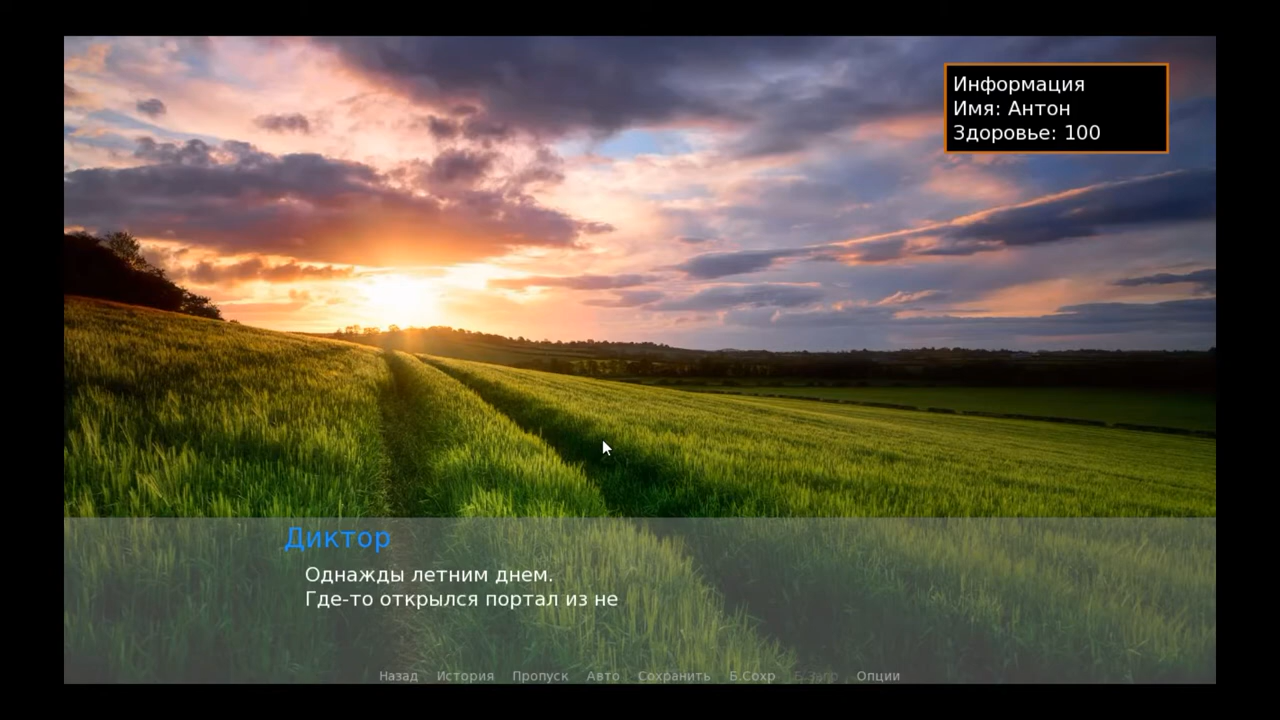 Информация
Имя: Антон
Здоровье: 100
Диктор
Однажды летним днем.
Где-то открылся портал из не
Назад История Пропуск Авто Сохранить Б.Сохр Б.Загр Опции